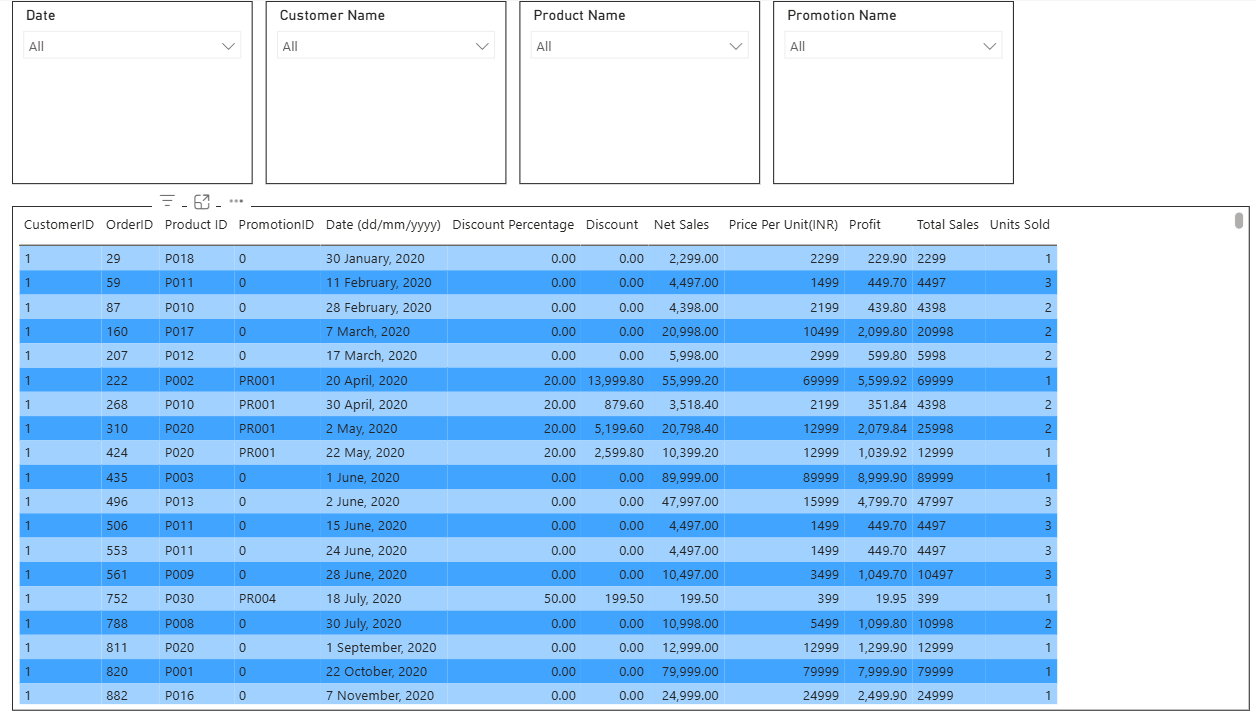 Date Customer Name Product Name Promotion Name
All All All All
CustomerID OrderID Product ID PromotionID Date (dd/mm/yyyy) Discount Percentage Discount Net Sales Price Per Unit(INR) Profit Total Sales Units Sold
1 29 P018 0 30 January, 2020 0.00 0.00 2,299.00 2299 229.90 2299 1
1 59 P011 0 11 February, 2020 0.00 0.00 4,497.00 1499 449.70 4497 3
1 87 P010 0 28 February, 2020 0.00 0.00 4,398.00 2199 439.80 4398 2
1 160 P017 0 7 March, 2020 0.00 0.00 20,998.00 10499 2,099.80 20998 2
1 207 P012 0 17 March, 2020 0.00 0.00 5,998.00 2999 599.80 5998 2
1 222 P002 PR001 20 April, 2020 20.00 13,999.80 55,999.20 69999 5,599.92 69999 1
1 268 P010 PR001 30 April, 2020 20.00 879.60 3,518.40 2199 351.84 4398 2
1 310 P020 PR001 2 May, 2020 20.00 5,199.60 20,798.40 12999 2,079.84 25998 2
1 424 P020 PR001 22 May, 2020 20.00 2,599.80 10,399.20 12999 1,039.92 12999 1
1 435 P003 0 1 June, 2020 0.00 0.00 89,999.00 89999 8,999.90 89999 1
1 496 P013 0 2 June, 2020 0.00 0.00 47,997.00 15999 4,799.70 47997 3
1 506 P011 0 15 June, 2020 0.00 0.00 4,497.00 1499 449.70 4497 3
1 553 P011 0 24 June, 2020 0.00 0.00 4,497.00 1499 449.70 4497 3
1 561 P009 0 28 June, 2020 0.00 0.00 10,497.00 3499 1,049.70 10497 3
1 752 P030 PR004 18 July, 2020 50.00 199.50 199.50 399 19.95 399 1
1 788 P008 0 30 July, 2020 0.00 0.00 10,998.00 5499 1,099.80 10998 2
1 811 P020 0 1 September, 2020 0.00 0.00 12,999.00 12999 1,299.90 12999 1
1 820 P001 0 22 October, 2020 0.00 0.00 79,999.00 79999 7,999.90 79999 1
1 882 P016 0 7 November, 2020 0.00 0.00 24,999.00 24999 2,499.90 24999 1